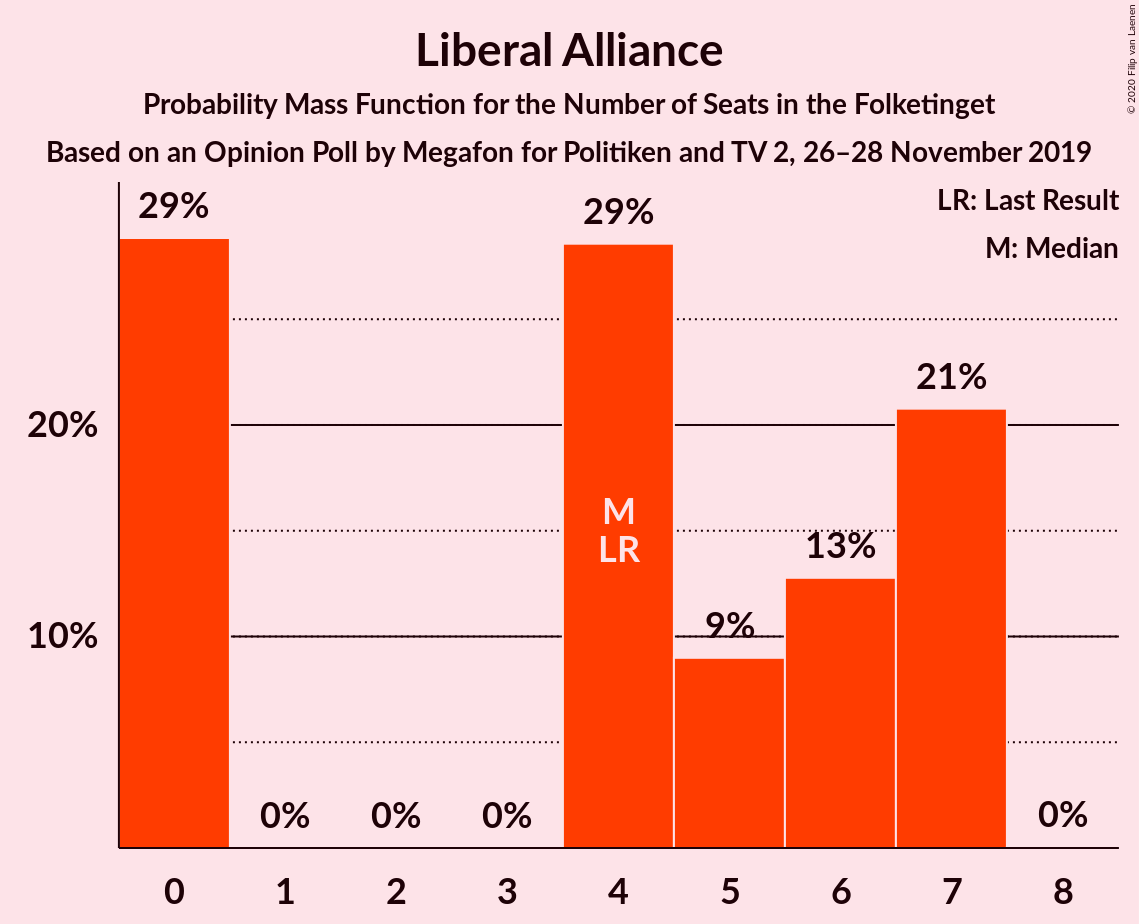 Liberal Alliance
Probability Mass Function for the Number of Seats in the Folketinget
Based on an Opinion Poll by Megafon for Politiken and TV 2, 26–28 November 2019
© 2020 Filip van Laenen
LR: Last Result
M: Median
29%
0%
0%
0%
29%
9%
13%
21%
0%
M
LR
20%
10%
0
1
2
3
4
5
6
7
8